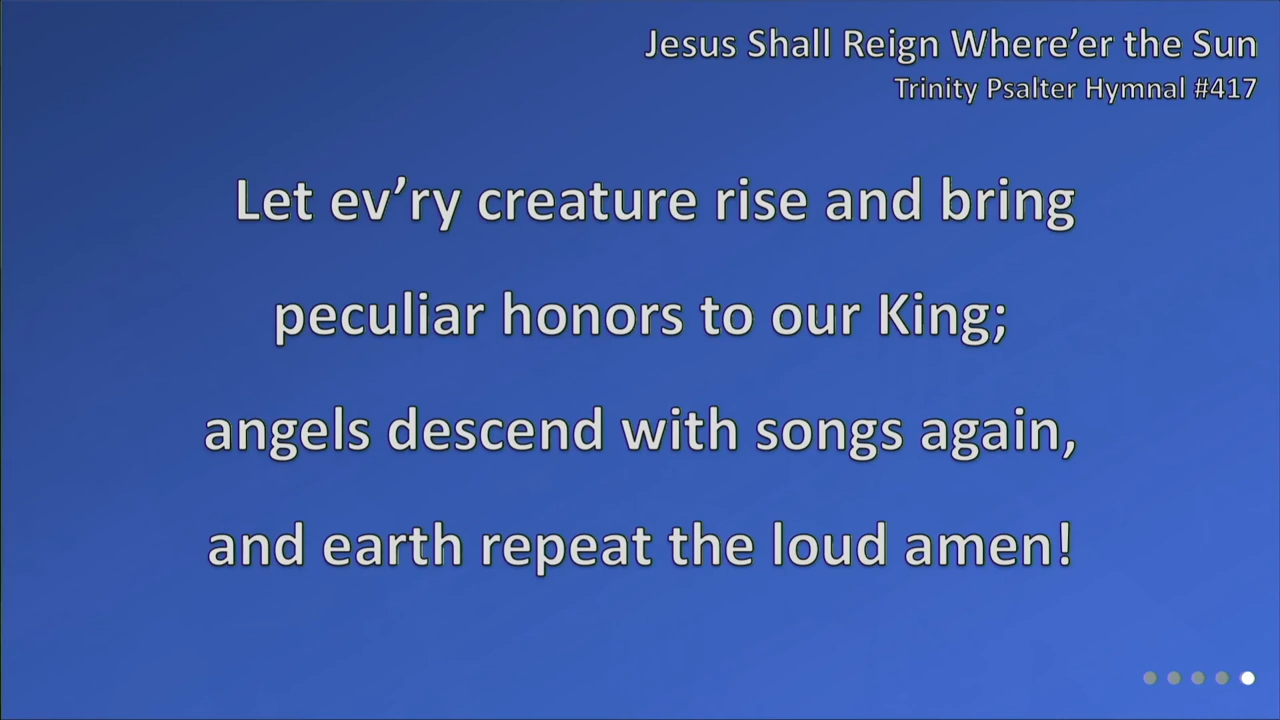 Jesus Shall Reign Where’er the Sun
Trinity Psalter Hymnal #417
Let ev’ry creature rise and bring
peculiar honors to our King;
angels descend with songs again,
and earth repeat the loud amen!